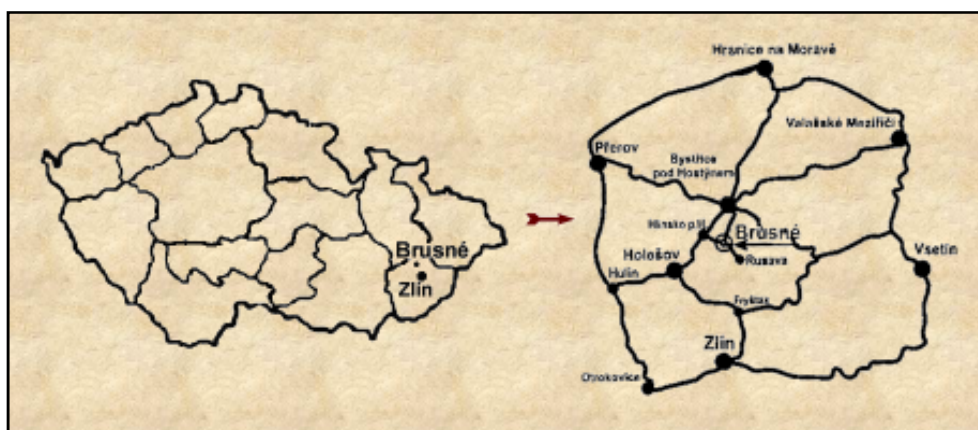 Brusné
Zlín
Hranice na Moravě
Valašské Meziříčí
Přerov
Bystřice
pod Hostýnem
Hlinsko p.H
Brusné
Hološov
Rusava
Vsetín
Hulín
Fryšták
Zlín
Otrokovice